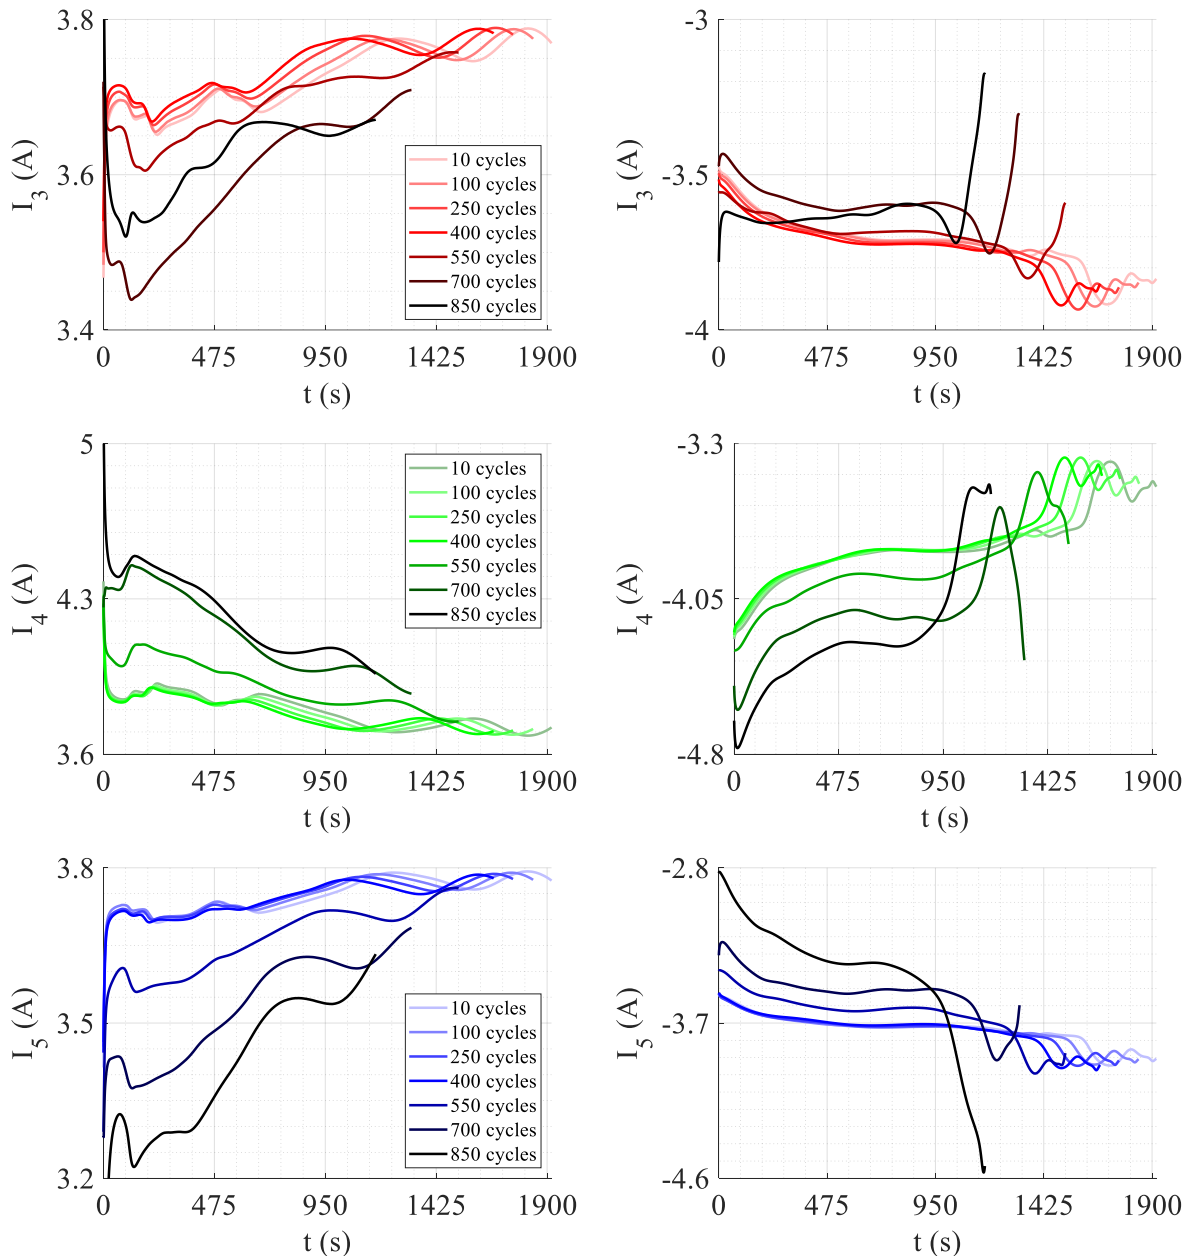 3.8
3.6
3.4
I3 (A)
0 475 950 1425 1900
t (s)
10 cycles
100 cycles
250 cycles
400 cycles
550 cycles
700 cycles
850 cycles
-3
-3.5
-4
I3 (A)
0 475 950 1425 1900
t (s)
5
4.3
3.6
I4 (A)
0 475 950 1425 1900
t (s)
10 cycles
100 cycles
250 cycles
400 cycles
550 cycles
700 cycles
850 cycles
-3.3
-4.05
-4.8
I4 (A)
0 475 950 1425 1900
t (s)
3.8
3.5
3.2
I5 (A)
0 475 950 1425 1900
t (s)
10 cycles
100 cycles
250 cycles
400 cycles
550 cycles
700 cycles
850 cycles
-2.8
-3.7
-4.6
I5 (A)
0 475 950 1425 1900
t (s)